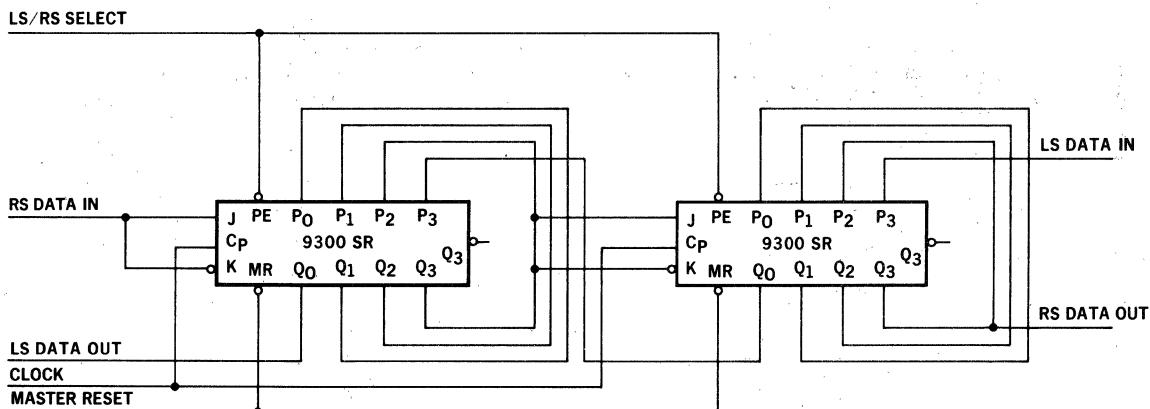 LS/RS SELECT
LS DATA IN
RS DATA IN
J PE P0 P1 P2 P3
CP 9300 SR Q3
K MR Q0 Q1 Q2 Q3
J PE P0 P1 P2 P3
CP 9300 SR Q3
K MR Q0 Q1 Q2 Q3
RS DATA OUT
LS DATA OUT
CLOCK
MASTER RESET